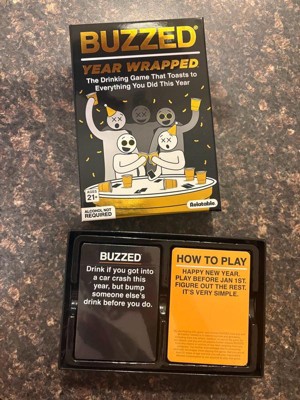 BUZZED
YEAR WRAPPED
The Drinking Game That Toasts to
Everything You Did This Year
AGES
21+
ALCOHOL NOT
REQUIRED
Relatable
BUZZED
Drink if you got into
a car crash this
year, but bump
someone else's
drink before you do.
HOW TO PLAY
HAPPY NEW YEAR.
PLAY BEFORE JAN 1ST.
FIGURE OUT THE REST.
IT'S VERY SIMPLE.